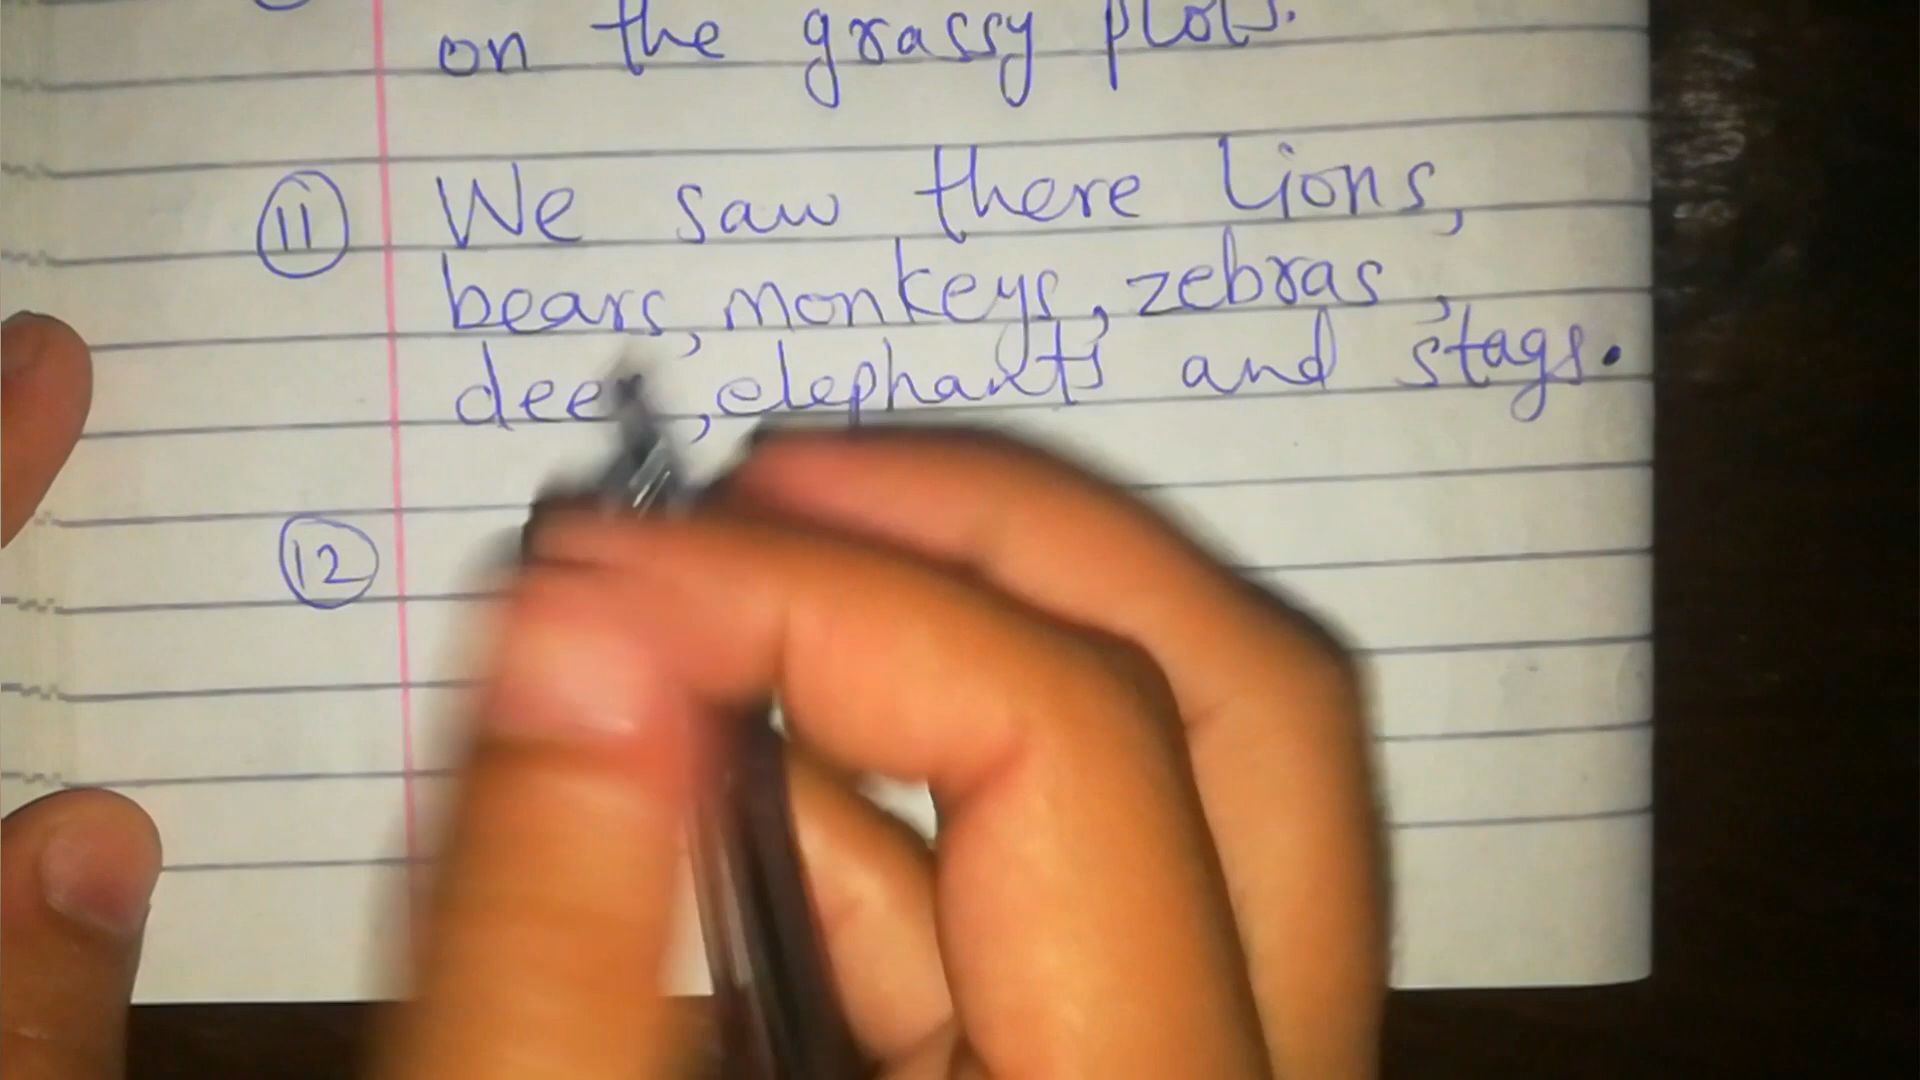 on the grassy plots.
11 We saw there lions,
bears, monkeys, zebras,
deer, elephants and stags.
12